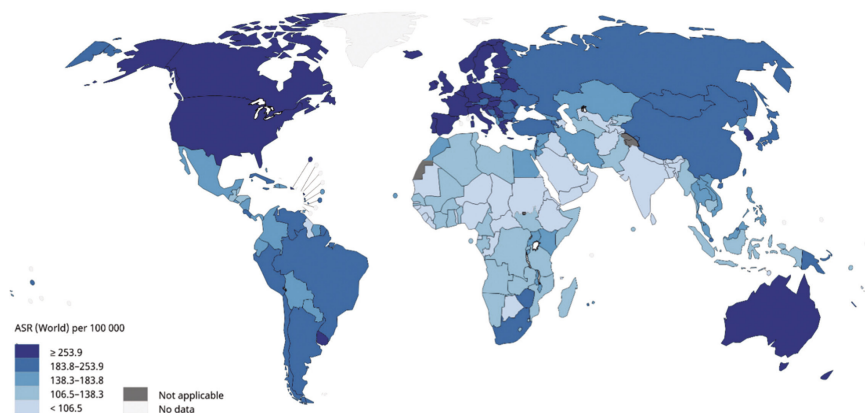 ASR (World) per 100 000
≥ 253.9
183.8–253.9
138.3–183.8
106.5–138.3
< 106.5
Not applicable
No data